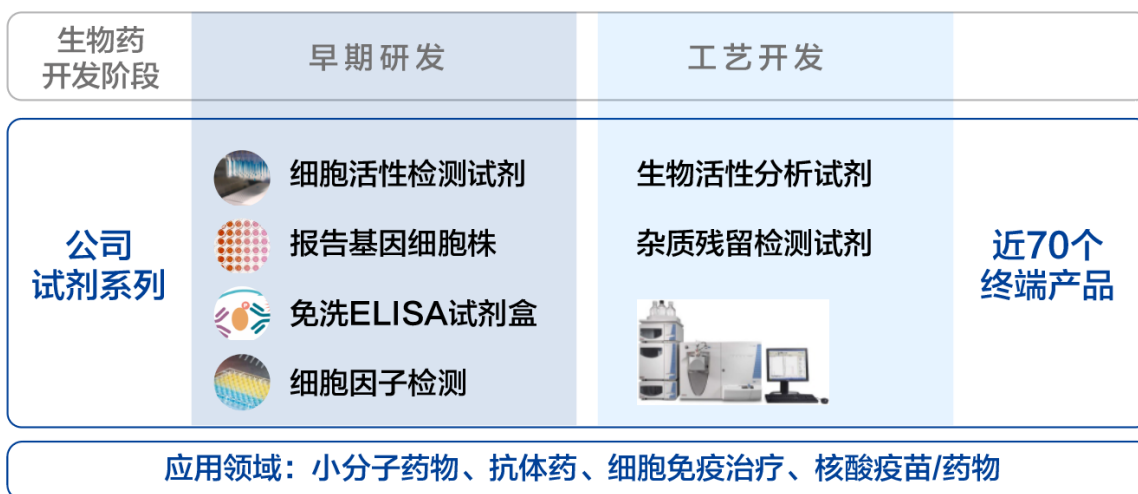 生物药
开发阶段
早期研发
工艺开发
公司
试剂系列
细胞活性检测试剂
报告基因细胞株
免洗ELISA试剂盒
细胞因子检测
生物活性分析试剂
杂质残留检测试剂
近70个
终端产品
应用领域：小分子药物、抗体药、细胞免疫治疗、核酸疫苗/药物